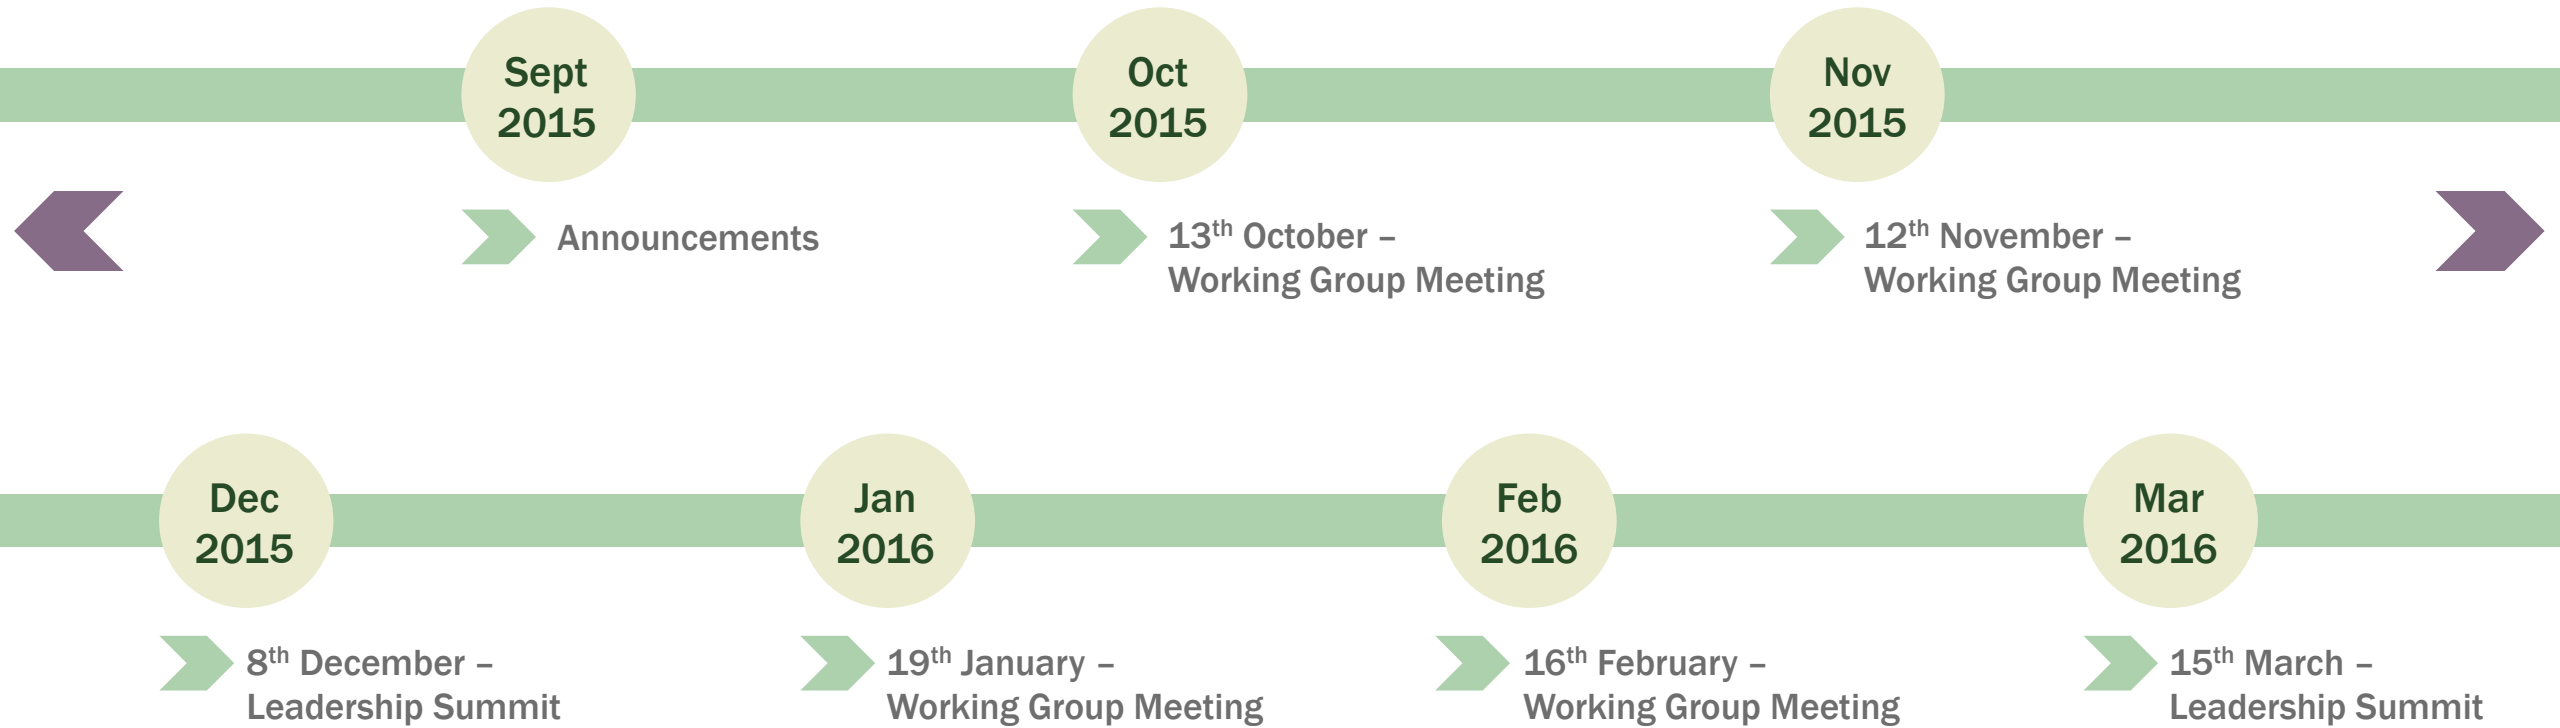 Sept
2015
Oct
2015
Nov
2015
Announcements
13th October –
Working Group Meeting
12th November –
Working Group Meeting
Dec
2015
Jan
2016
Feb
2016
Mar
2016
8th December –
Leadership Summit
19th January –
Working Group Meeting
16th February –
Working Group Meeting
15th March –
Leadership Summit